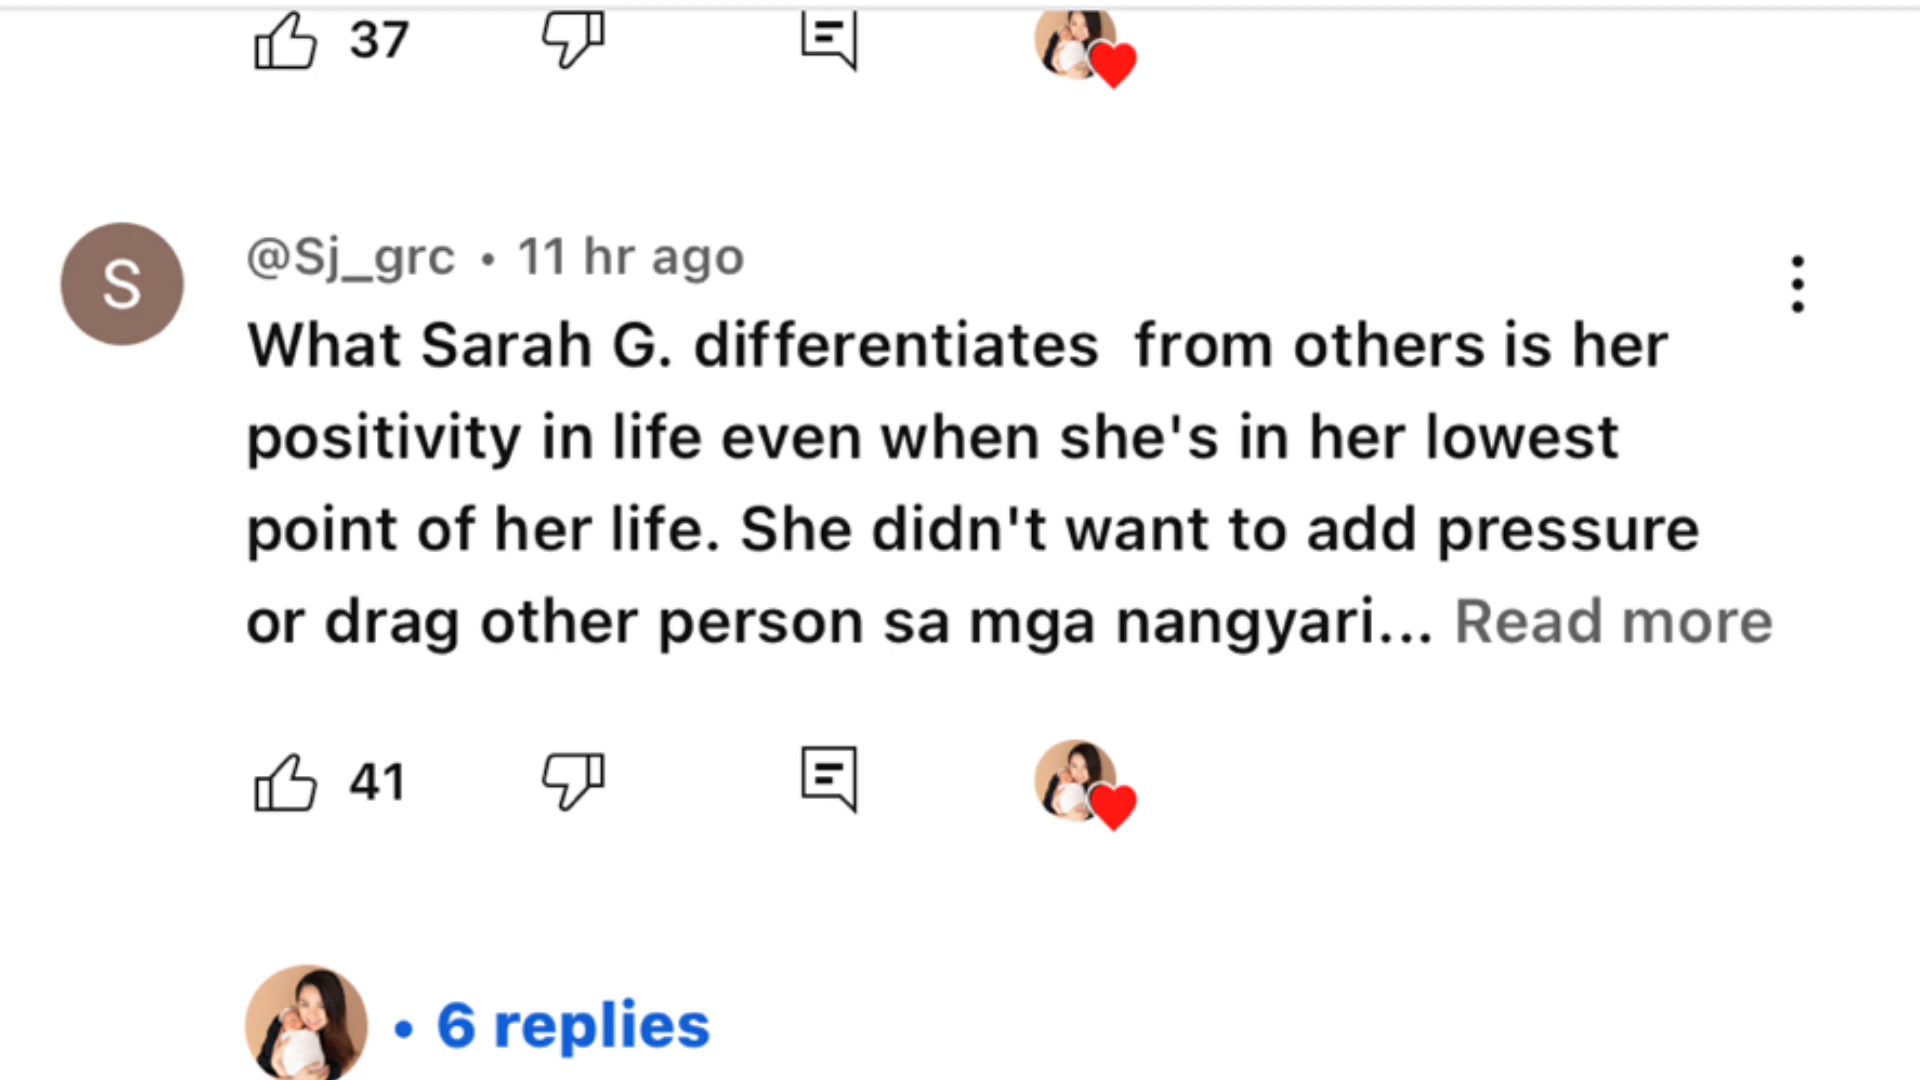 37
S
@Sj_grc • 11 hr ago
What Sarah G. differentiates  from others is her
positivity in life even when she's in her lowest
point of her life. She didn't want to add pressure
or drag other person sa mga nangyari... Read more
41
• 6 replies